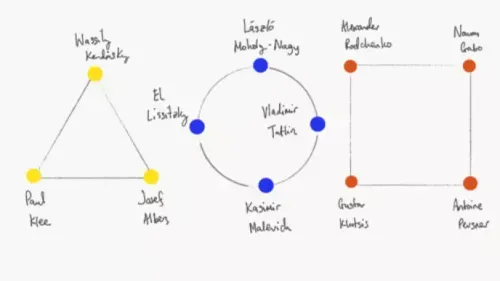 Wassily
Kandinsky
Paul
Klee
Josef
Albers
László
Moholy-Nagy
El
Lissitzky
Vladimir
Tatlin
Kasimir
Malevich
Alexander
Rodchenko
Naum
Gabo
Gustav
Klutsis
Antoine
Pevsner